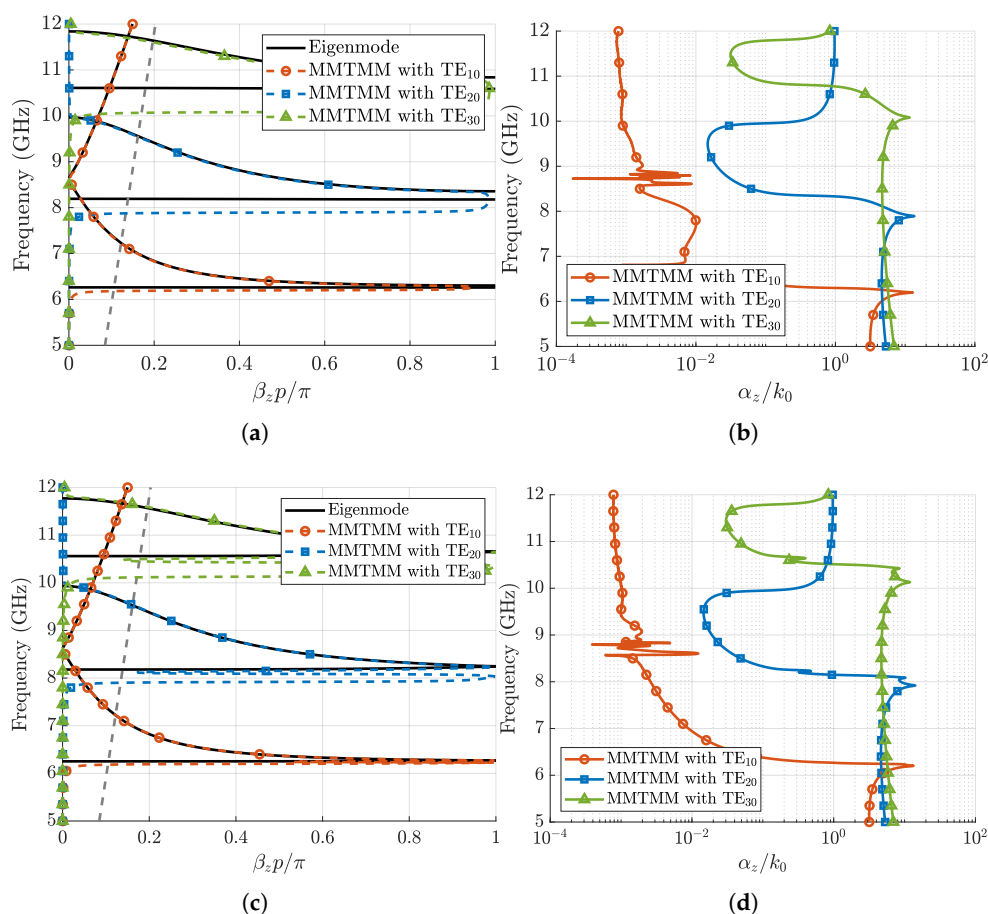 12
11
10
9
8
7
6
5
Frequency (GHz)
0
0.2
0.4
0.6
0.8
1
β_z p/π
Eigenmode
MMTMM with TE₁₀
MMTMM with TE₂₀
MMTMM with TE₃₀
(a)
12
11
10
9
8
7
6
5
Frequency (GHz)
10⁻⁴
10⁻²
10⁰
10²
α_z/k₀
MMTMM with TE₁₀
MMTMM with TE₂₀
MMTMM with TE₃₀
(b)
12
11
10
9
8
7
6
5
Frequency (GHz)
0
0.2
0.4
0.6
0.8
1
β_z p/π
Eigenmode
MMTMM with TE₁₀
MMTMM with TE₂₀
MMTMM with TE₃₀
(c)
12
11
10
9
8
7
6
5
Frequency (GHz)
10⁻⁴
10⁻²
10⁰
10²
α_z/k₀
MMTMM with TE₁₀
MMTMM with TE₂₀
MMTMM with TE₃₀
(d)